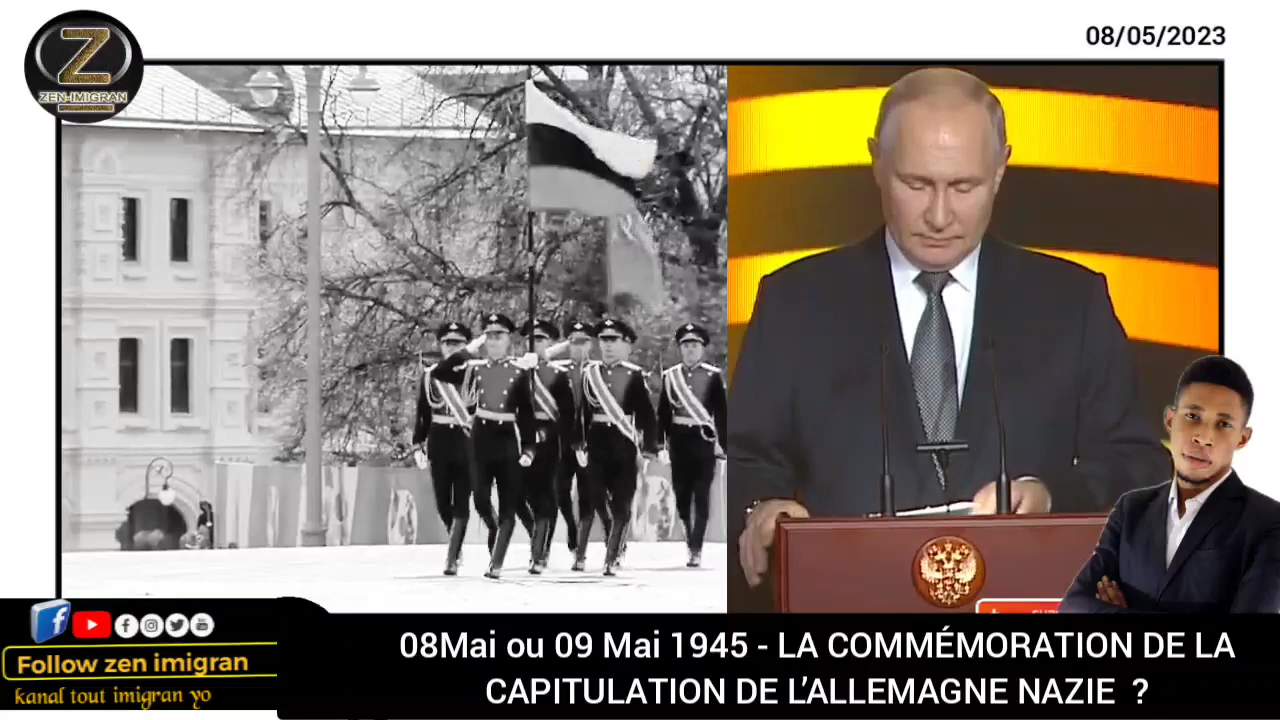 08/05/2023
Z
ZEN-IMIGRAN
Follow zen imigran
kanal tout imigran yo
08Mai ou 09 Mai 1945 - LA COMMÉMORATION DE LA
CAPITULATION DE L’ALLEMAGNE NAZIE ?